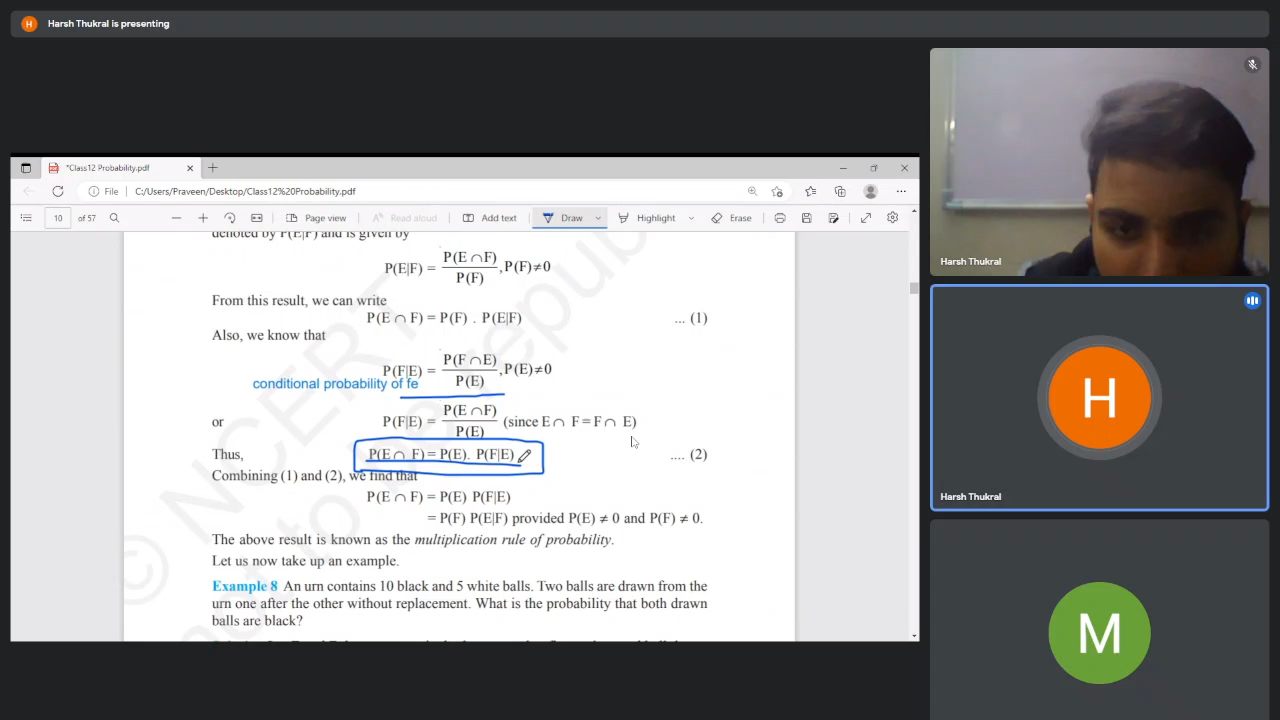 H Harsh Thukral is presenting
*Class12 Probability.pdf
File C:/Users/Praveen/Desktop/Class12%20Probability.pdf
10 of 57 Page view Read aloud Add text Draw Highlight Erase
denoted by P(E|F) and is given by
P(E|F) = P(E ∩ F)/P(F), P(F) ≠ 0
From this result, we can write
P(E ∩ F) = P(F) . P(E|F) ... (1)
Also, we know that
P(F|E) = P(F ∩ E)/P(E), P(E) ≠ 0
conditional probability of fe
or P(F|E) = P(E ∩ F)/P(E) (since E ∩ F = F ∩ E)
Thus, P(E ∩ F) = P(E). P(F|E) .... (2)
Combining (1) and (2), we find that
P(E ∩ F) = P(E) P(F|E)
= P(F) P(E|F) provided P(E) ≠ 0 and P(F) ≠ 0.
The above result is known as the multiplication rule of probability.
Let us now take up an example.
Example 8 An urn contains 10 black and 5 white balls. Two balls are drawn from the
urn one after the other without replacement. What is the probability that both drawn
balls are black?
© NCERT
not to be republ
Harsh Thukral
H
Harsh Thukral
M